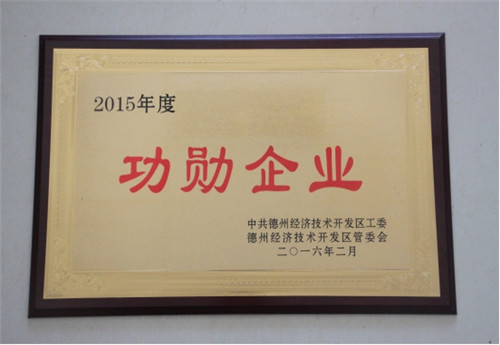 2015年度
功勋企业
中共德州经济技术开发区工委
德州经济技术开发区管委会
二〇一六年二月